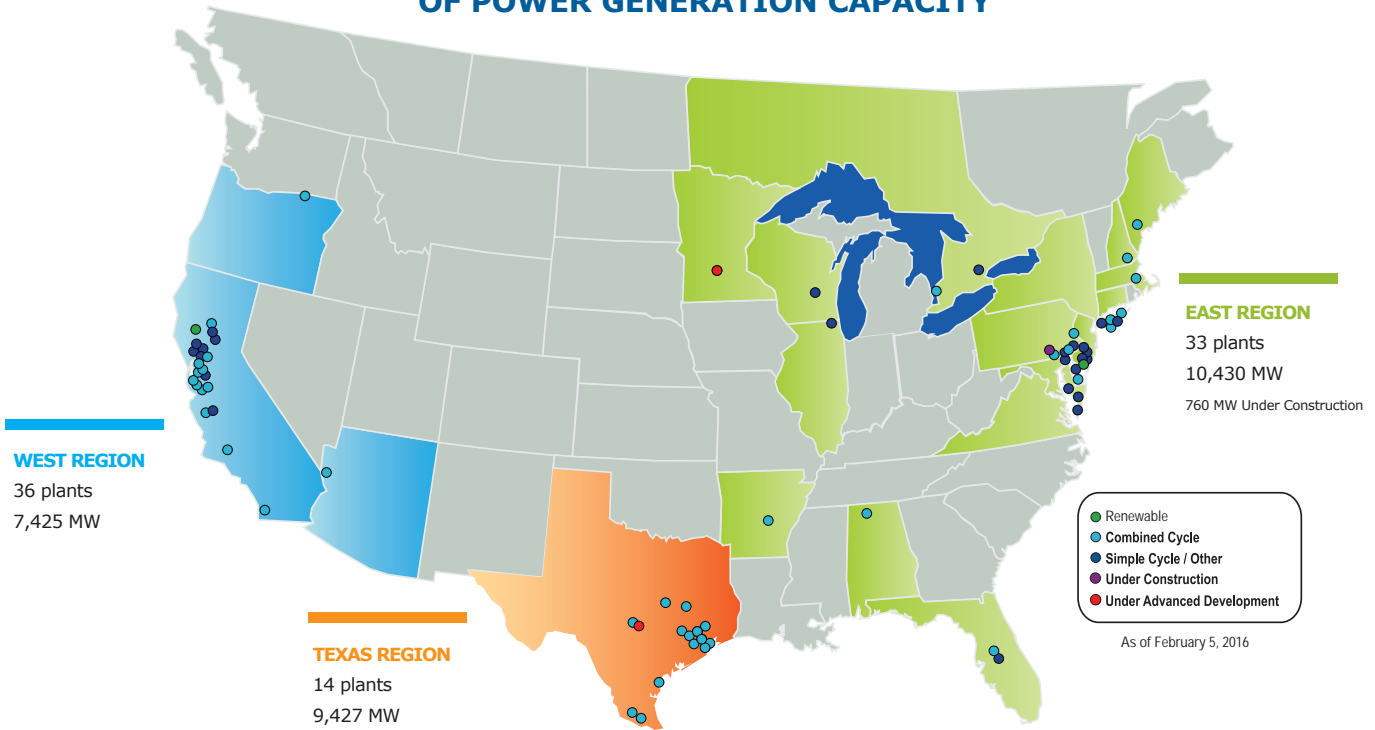 OF POWER GENERATION CAPACITY
EAST REGION
33 plants
10,430 MW
760 MW Under Construction
WEST REGION
36 plants
7,425 MW
TEXAS REGION
14 plants
9,427 MW
Renewable
Combined Cycle
Simple Cycle / Other
Under Construction
Under Advanced Development
As of February 5, 2016